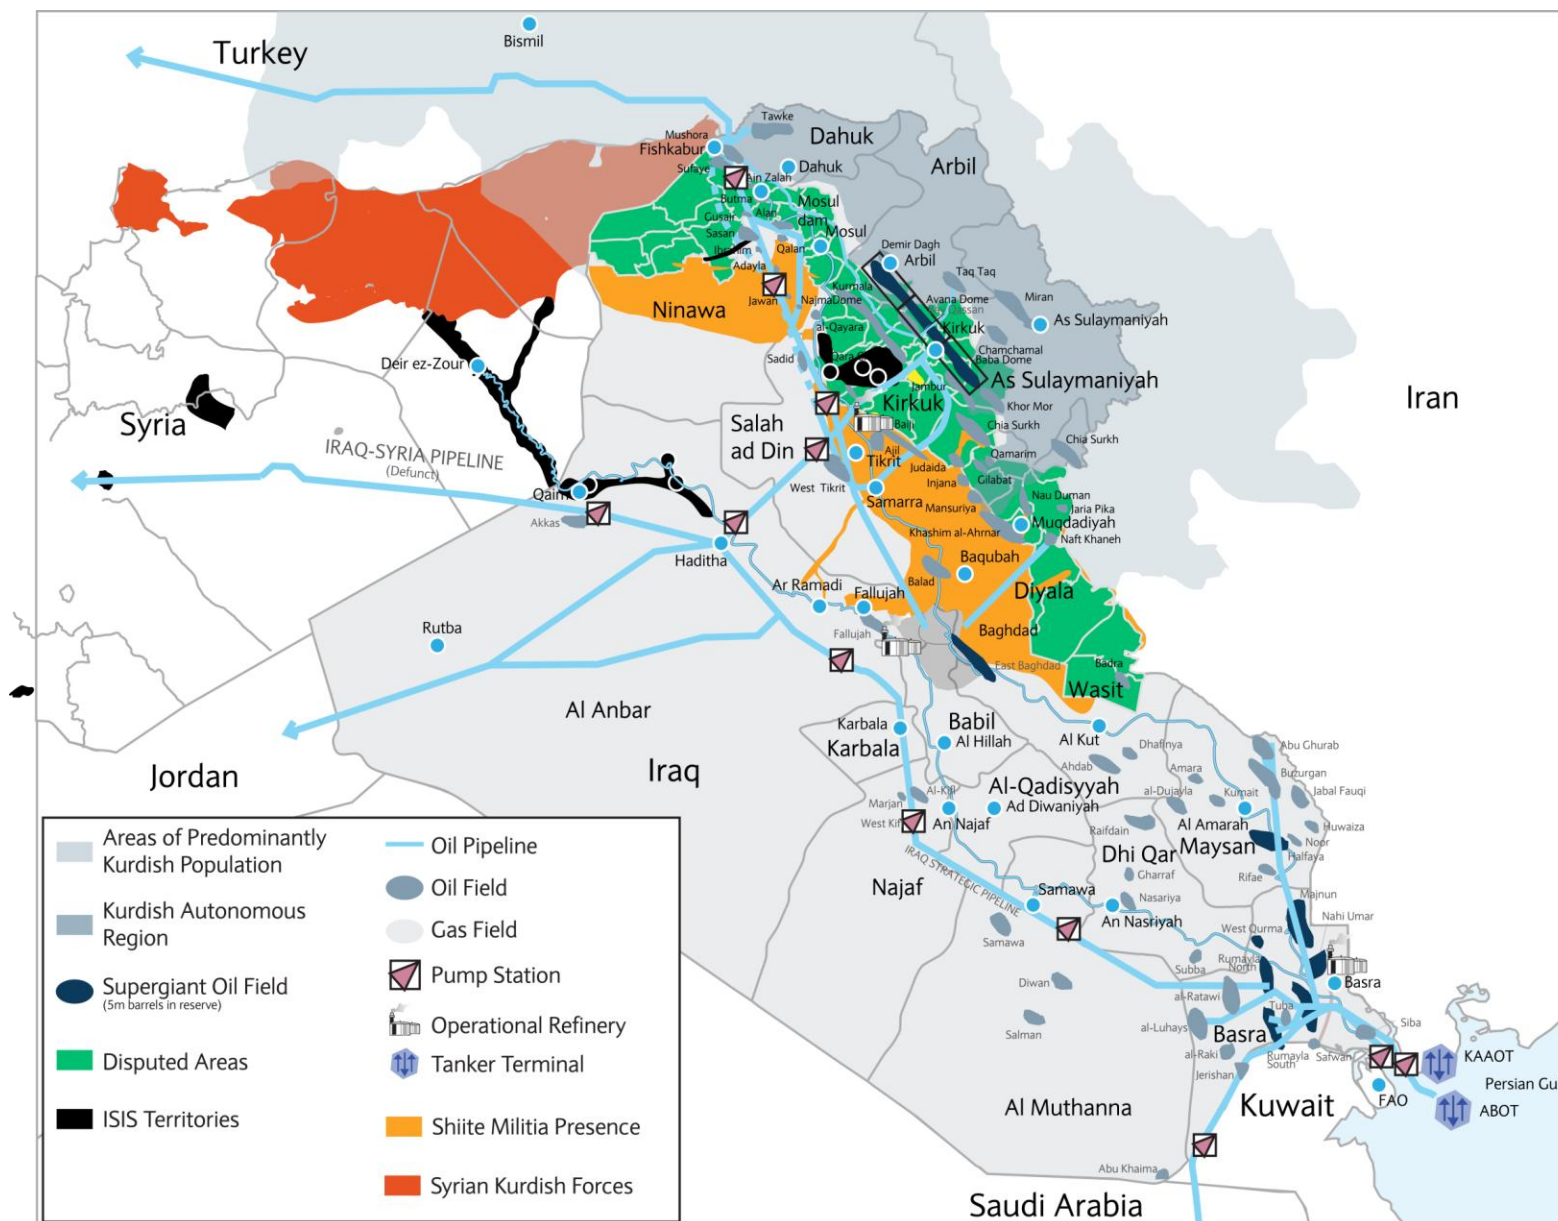 Turkey
Bismil
Tawke
Mushora
Fishkabur
Dahuk
Sufaye
Dahuk
Ain Zalah
Arbil
Butma
Alan
Mosul
dam
Gusair
Sasan
Mosul
Ibrahim
Qalan
Demir Dagh
Arbil
Adayla
Taq Taq
Kurmala
Ninawa
Jawan
Najma
Dome
Avana Dome
Miran
As Sulaymaniyah
al-Qayara
Kirkuk
Chamchamal
Baba Dome
Sadid
Deir ez-Zour
As Sulaymaniyah
Jambur
Iran
Kirkuk
Khor Mor
Syria
Salah
ad Din
Baiji
Chia Surkh
Chia Surkh
IRAQ-SYRIA PIPELINE
(Defunct)
Ajil
Tikrit
Judaida
Qamarim
West Tikrit
Injana
Gilabat
Qaim
Samarra
Mansuriya
Nau Duman
Jaria Pika
Akkas
Muqdadiyah
Khashim al-Ahrnar
Naft Khaneh
Haditha
Baqubah
Balad
Ar Ramadi
Fallujah
Diyala
Rutba
Fallujah
Baghdad
East Baghdad
Badra
Wasit
Al Anbar
Karbala
Karbala
Babil
Al Hillah
Al Kut
Dhafinya
Abu Ghurab
Ahdab
Amara
Buzurgan
Jordan
Iraq
Al-Kifl
Al-Qadisyyah
al-Dujayla
Kumait
Jabal Fauqi
Marjan
West Kifl
An Najaf
Ad Diwaniyah
Raifdain
Al Amarah
Huwaiza
Maysan
Noor
Halfaya
IRAQ STRATEGIC PIPELINE
Dhi Qar
Gharraf
Rifae
Najaf
Samawa
Nasariya
Majnun
An Nasriyah
Nahi Umar
Samawa
West Qurma
Subba
Rumayla
North
Basra
Diwan
al-Ratawi
Tuba
Siba
Salman
al-Luhays
Basra
al-Raki
Rumayla
South
Safwan
Jerishan
KAAOT
Persian Gu
Al Muthanna
Kuwait
FAO
ABOT
Abu Khaima
Saudi Arabia
Areas of Predominantly
Kurdish Population
Kurdish Autonomous
Region
Supergiant Oil Field
(5m barrels in reserve)
Disputed Areas
ISIS Territories
Oil Pipeline
Oil Field
Gas Field
Pump Station
Operational Refinery
Tanker Terminal
Shiite Militia Presence
Syrian Kurdish Forces